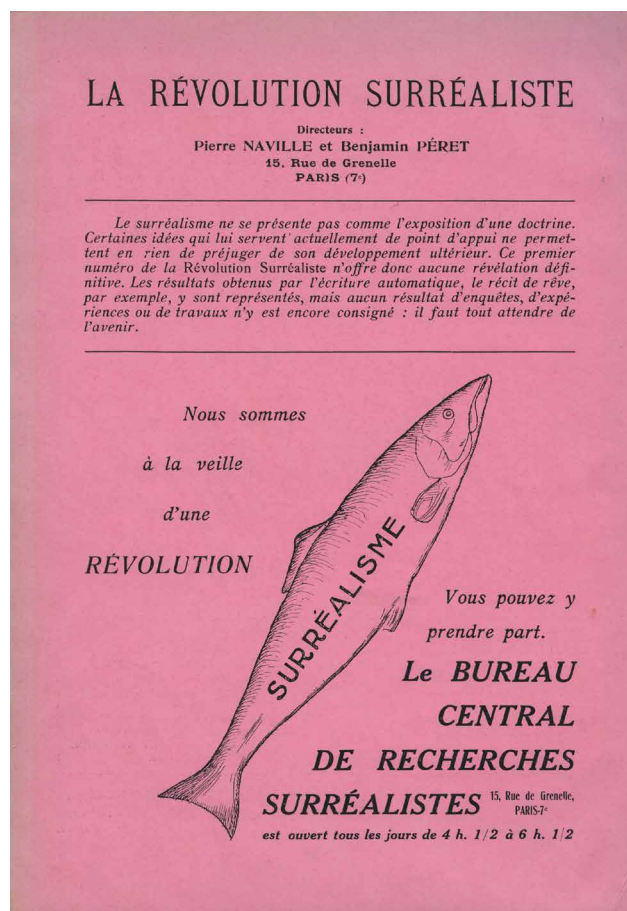 LA RÉVOLUTION SURRÉALISTE
Directeurs :
Pierre NAVILLE et Benjamin PÉRET
15, Rue de Grenelle
PARIS (7e)
Le surréalisme ne se présente pas comme l'exposition d'une doctrine.
Certaines idées qui lui servent actuellement de point d'appui ne permet-
tent en rien de préjuger de son développement ultérieur. Ce premier
numéro de la Révolution Surréaliste n'offre donc aucune révélation défi-
nitive. Les résultats obtenus par l'écriture automatique, le récit de rêve,
par exemple, y sont représentés, mais aucun résultat d'enquêtes, d'expé-
riences ou de travaux n'y est encore consigné : il faut tout attendre de
l'avenir.
Nous sommes
à la veille
d'une
RÉVOLUTION
SURRÉALISME
Vous pouvez y
prendre part.
Le BUREAU
CENTRAL
DE RECHERCHES
SURRÉALISTES 15, Rue de Grenelle,
PARIS-7e
est ouvert tous les jours de 4 h. 1/2 à 6 h. 1/2